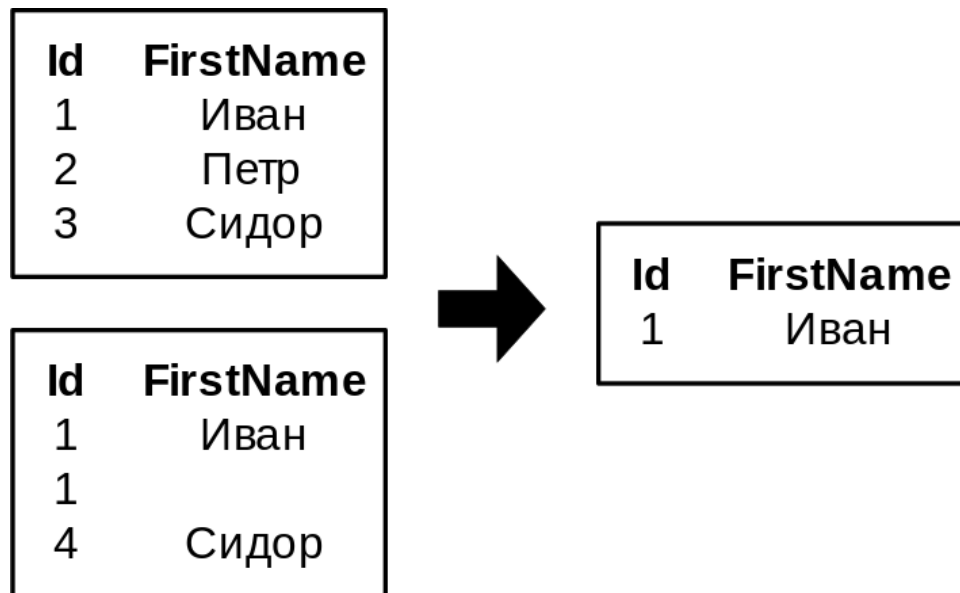 Id FirstName
1 Иван
2 Петр
3 Сидор
Id FirstName
1 Иван
1
4 Сидор
Id FirstName
1 Иван